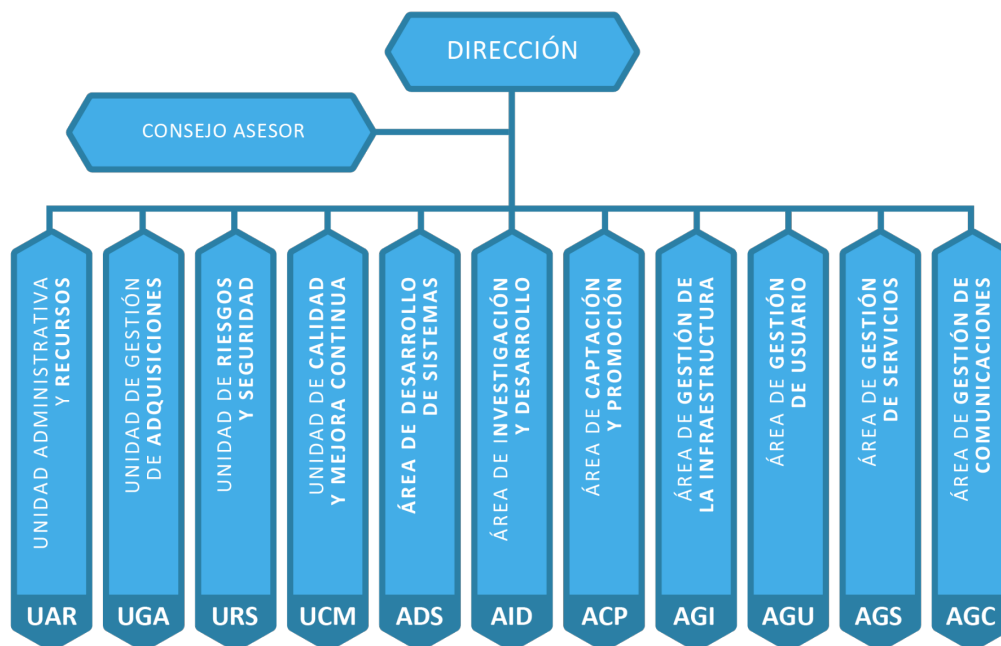 DIRECCIÓN
CONSEJO ASESOR
UNIDAD ADMINISTRATIVA
Y RECURSOS
UAR
UNIDAD DE GESTIÓN
DE ADQUISICIONES
UGA
UNIDAD DE RIESGOS
Y SEGURIDAD
URS
UNIDAD DE CALIDAD
Y MEJORA CONTINUA
UCM
ÁREA DE DESARROLLO
DE SISTEMAS
ADS
ÁREA DE INVESTIGACIÓN
Y DESARROLLO
AID
ÁREA DE CAPTACIÓN
Y PROMOCIÓN
ACP
ÁREA DE GESTIÓN DE
LA INFRAESTRUCTURA
AGI
ÁREA DE GESTIÓN
DE USUARIO
AGU
ÁREA DE GESTIÓN
DE SERVICIOS
AGS
ÁREA DE GESTIÓN DE
COMUNICACIONES
AGC